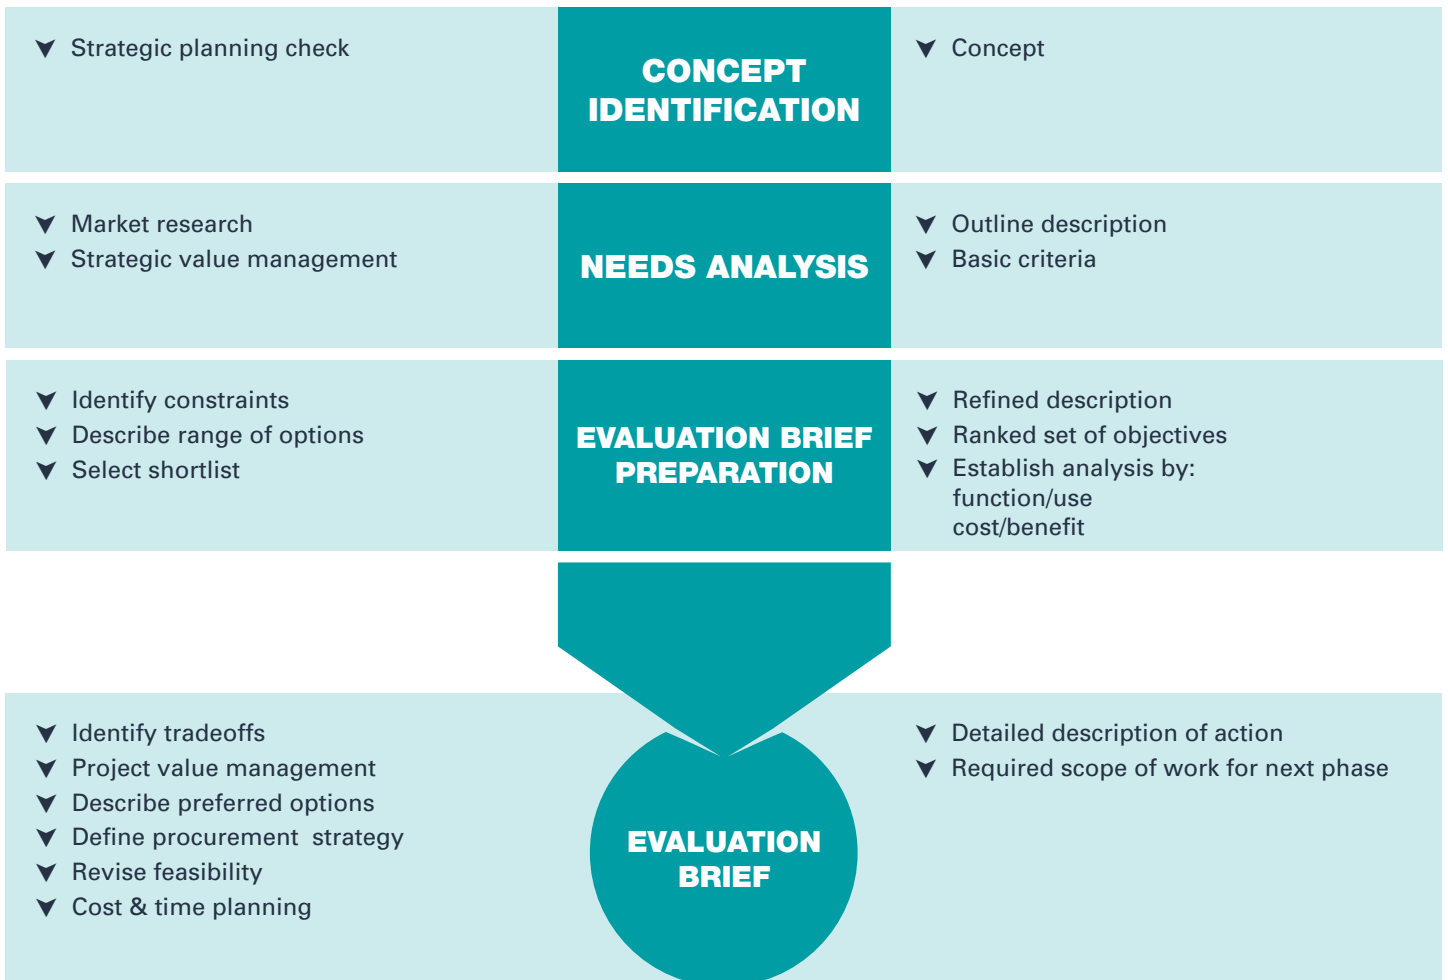 Strategic planning check
CONCEPT
IDENTIFICATION
Concept
Market research
Strategic value management
NEEDS ANALYSIS
Outline description
Basic criteria
Identify constraints
Describe range of options
Select shortlist
EVALUATION BRIEF
PREPARATION
Refined description
Ranked set of objectives
Establish analysis by:
function/use
cost/benefit
Identify tradeoffs
Project value management
Describe preferred options
Define procurement  strategy
Revise feasibility
Cost & time planning
EVALUATION
BRIEF
Detailed description of action
Required scope of work for next phase